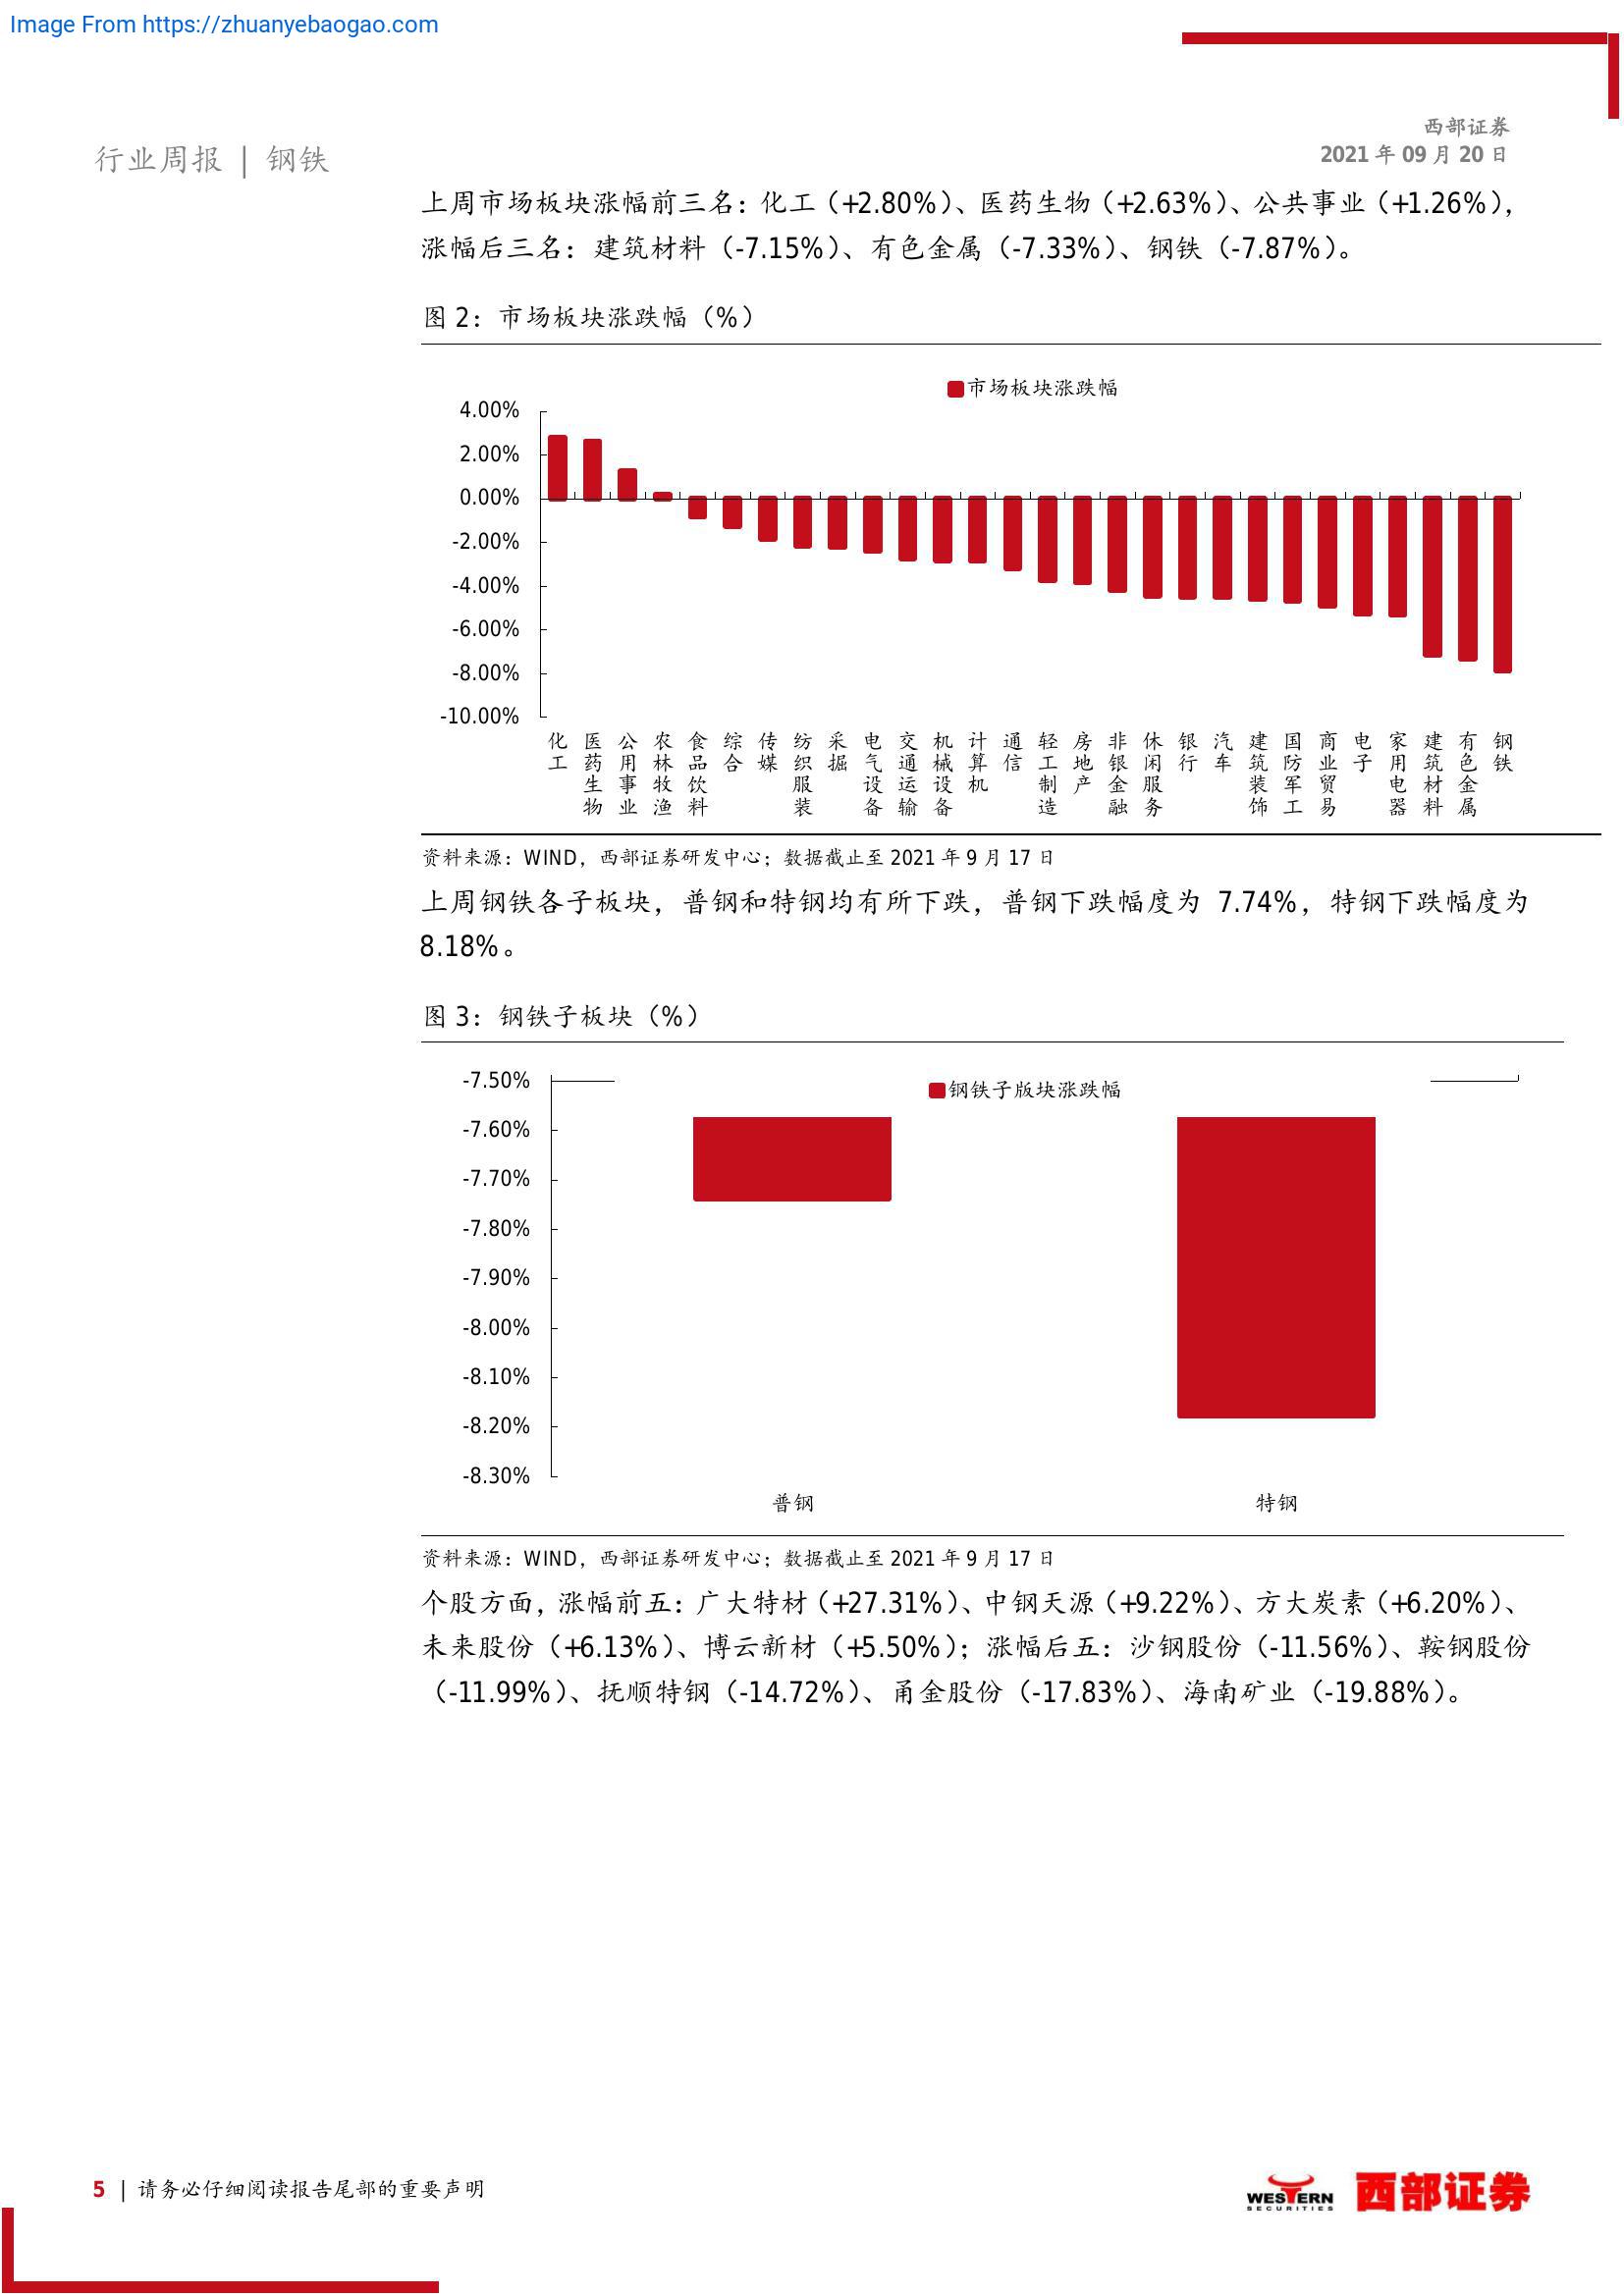 Image From https://zhuanyebaogao.com
西部证券
2021 年 09 月 20 日
行业周报 | 钢铁
上周市场板块涨幅前三名：化工（+2.80%）、医药生物（+2.63%）、公共事业（+1.26%），
涨幅后三名：建筑材料（-7.15%）、有色金属（-7.33%）、钢铁（-7.87%）。
图 2：市场板块涨跌幅（%）
市场板块涨跌幅
4.00%
2.00%
0.00%
-2.00%
-4.00%
-6.00%
-8.00%
-10.00%
化工
医药生物
公用事业
农林牧渔
食品饮料
综合
传媒
纺织服装
采掘
电气设备
交通运输
机械设备
计算机
通信
轻工制造
房地产
非银金融
休闲服务
银行
汽车
建筑装饰
国防军工
商业贸易
电子
家用电器
建筑材料
有色金属
钢铁
资料来源：WIND，西部证券研发中心；数据截止至 2021 年 9 月 17 日
上周钢铁各子板块，普钢和特钢均有所下跌，普钢下跌幅度为 7.74%，特钢下跌幅度为
8.18%。
图 3：钢铁子板块（%）
钢铁子版块涨跌幅
-7.50%
-7.60%
-7.70%
-7.80%
-7.90%
-8.00%
-8.10%
-8.20%
-8.30%
普钢
特钢
资料来源：WIND，西部证券研发中心；数据截止至 2021 年 9 月 17 日
个股方面，涨幅前五：广大特材（+27.31%）、中钢天源（+9.22%）、方大炭素（+6.20%）、
未来股份（+6.13%）、博云新材（+5.50%）；涨幅后五：沙钢股份（-11.56%）、鞍钢股份
（-11.99%）、抚顺特钢（-14.72%）、甬金股份（-17.83%）、海南矿业（-19.88%）。
5 | 请务必仔细阅读报告尾部的重要声明
WESTERN
SECURITIES
西部证券